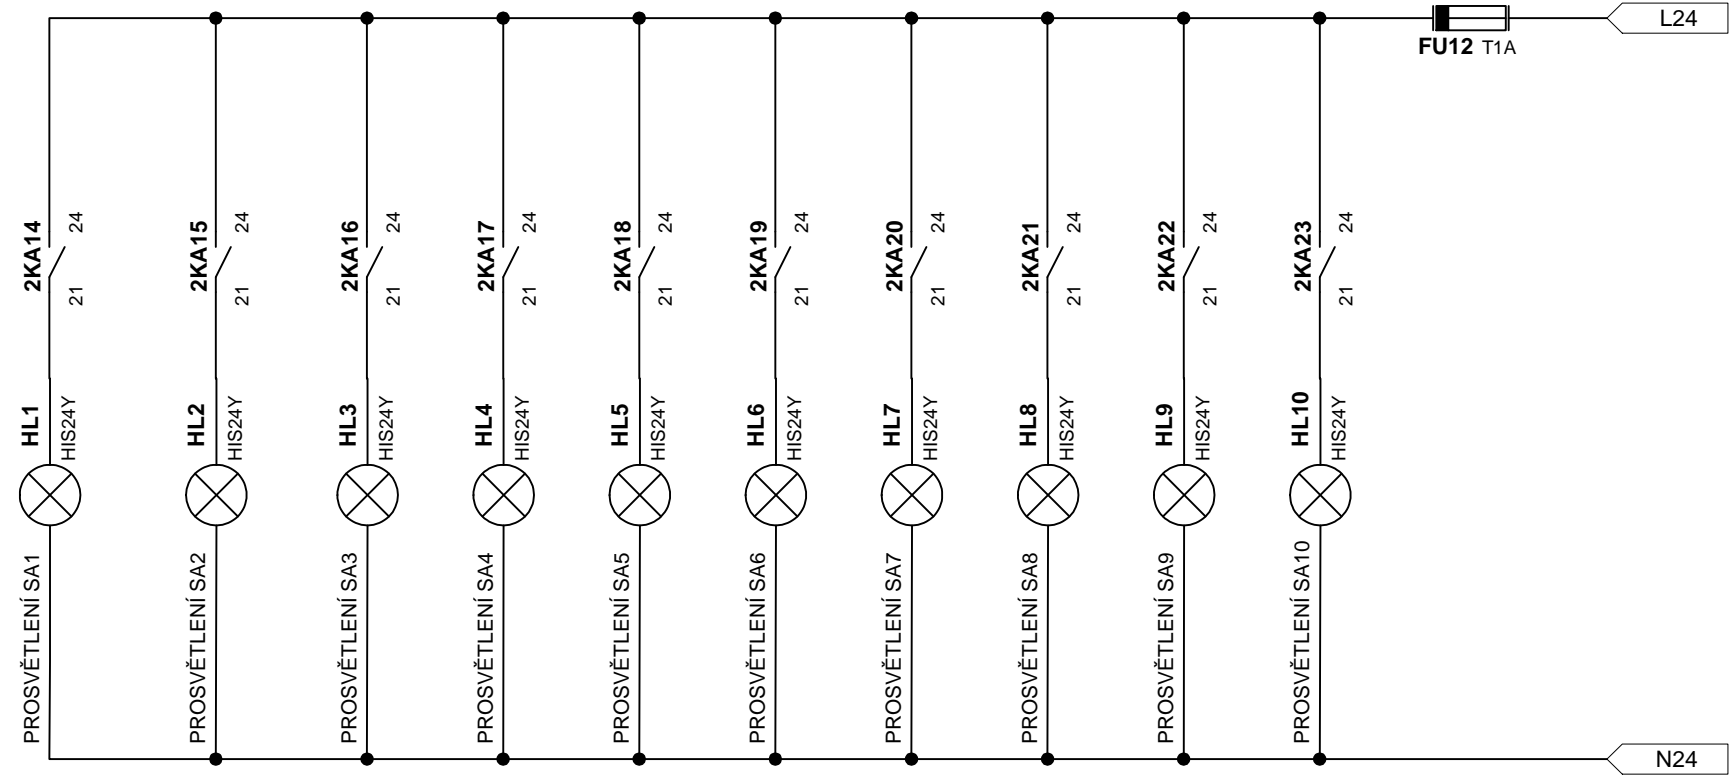 L24
FU12 T1A
2KA14
24
21
2KA15
24
21
2KA16
24
21
2KA17
24
21
2KA18
24
21
2KA19
24
21
2KA20
24
21
2KA21
24
21
2KA22
24
21
2KA23
24
21
HL1
HIS24Y
HL2
HIS24Y
HL3
HIS24Y
HL4
HIS24Y
HL5
HIS24Y
HL6
HIS24Y
HL7
HIS24Y
HL8
HIS24Y
HL9
HIS24Y
HL10
HIS24Y
PROSVĚTLENÍ SA1
PROSVĚTLENÍ SA2
PROSVĚTLENÍ SA3
PROSVĚTLENÍ SA4
PROSVĚTLENÍ SA5
PROSVĚTLENÍ SA6
PROSVĚTLENÍ SA7
PROSVĚTLENÍ SA8
PROSVĚTLENÍ SA9
PROSVĚTLENÍ SA10
N24